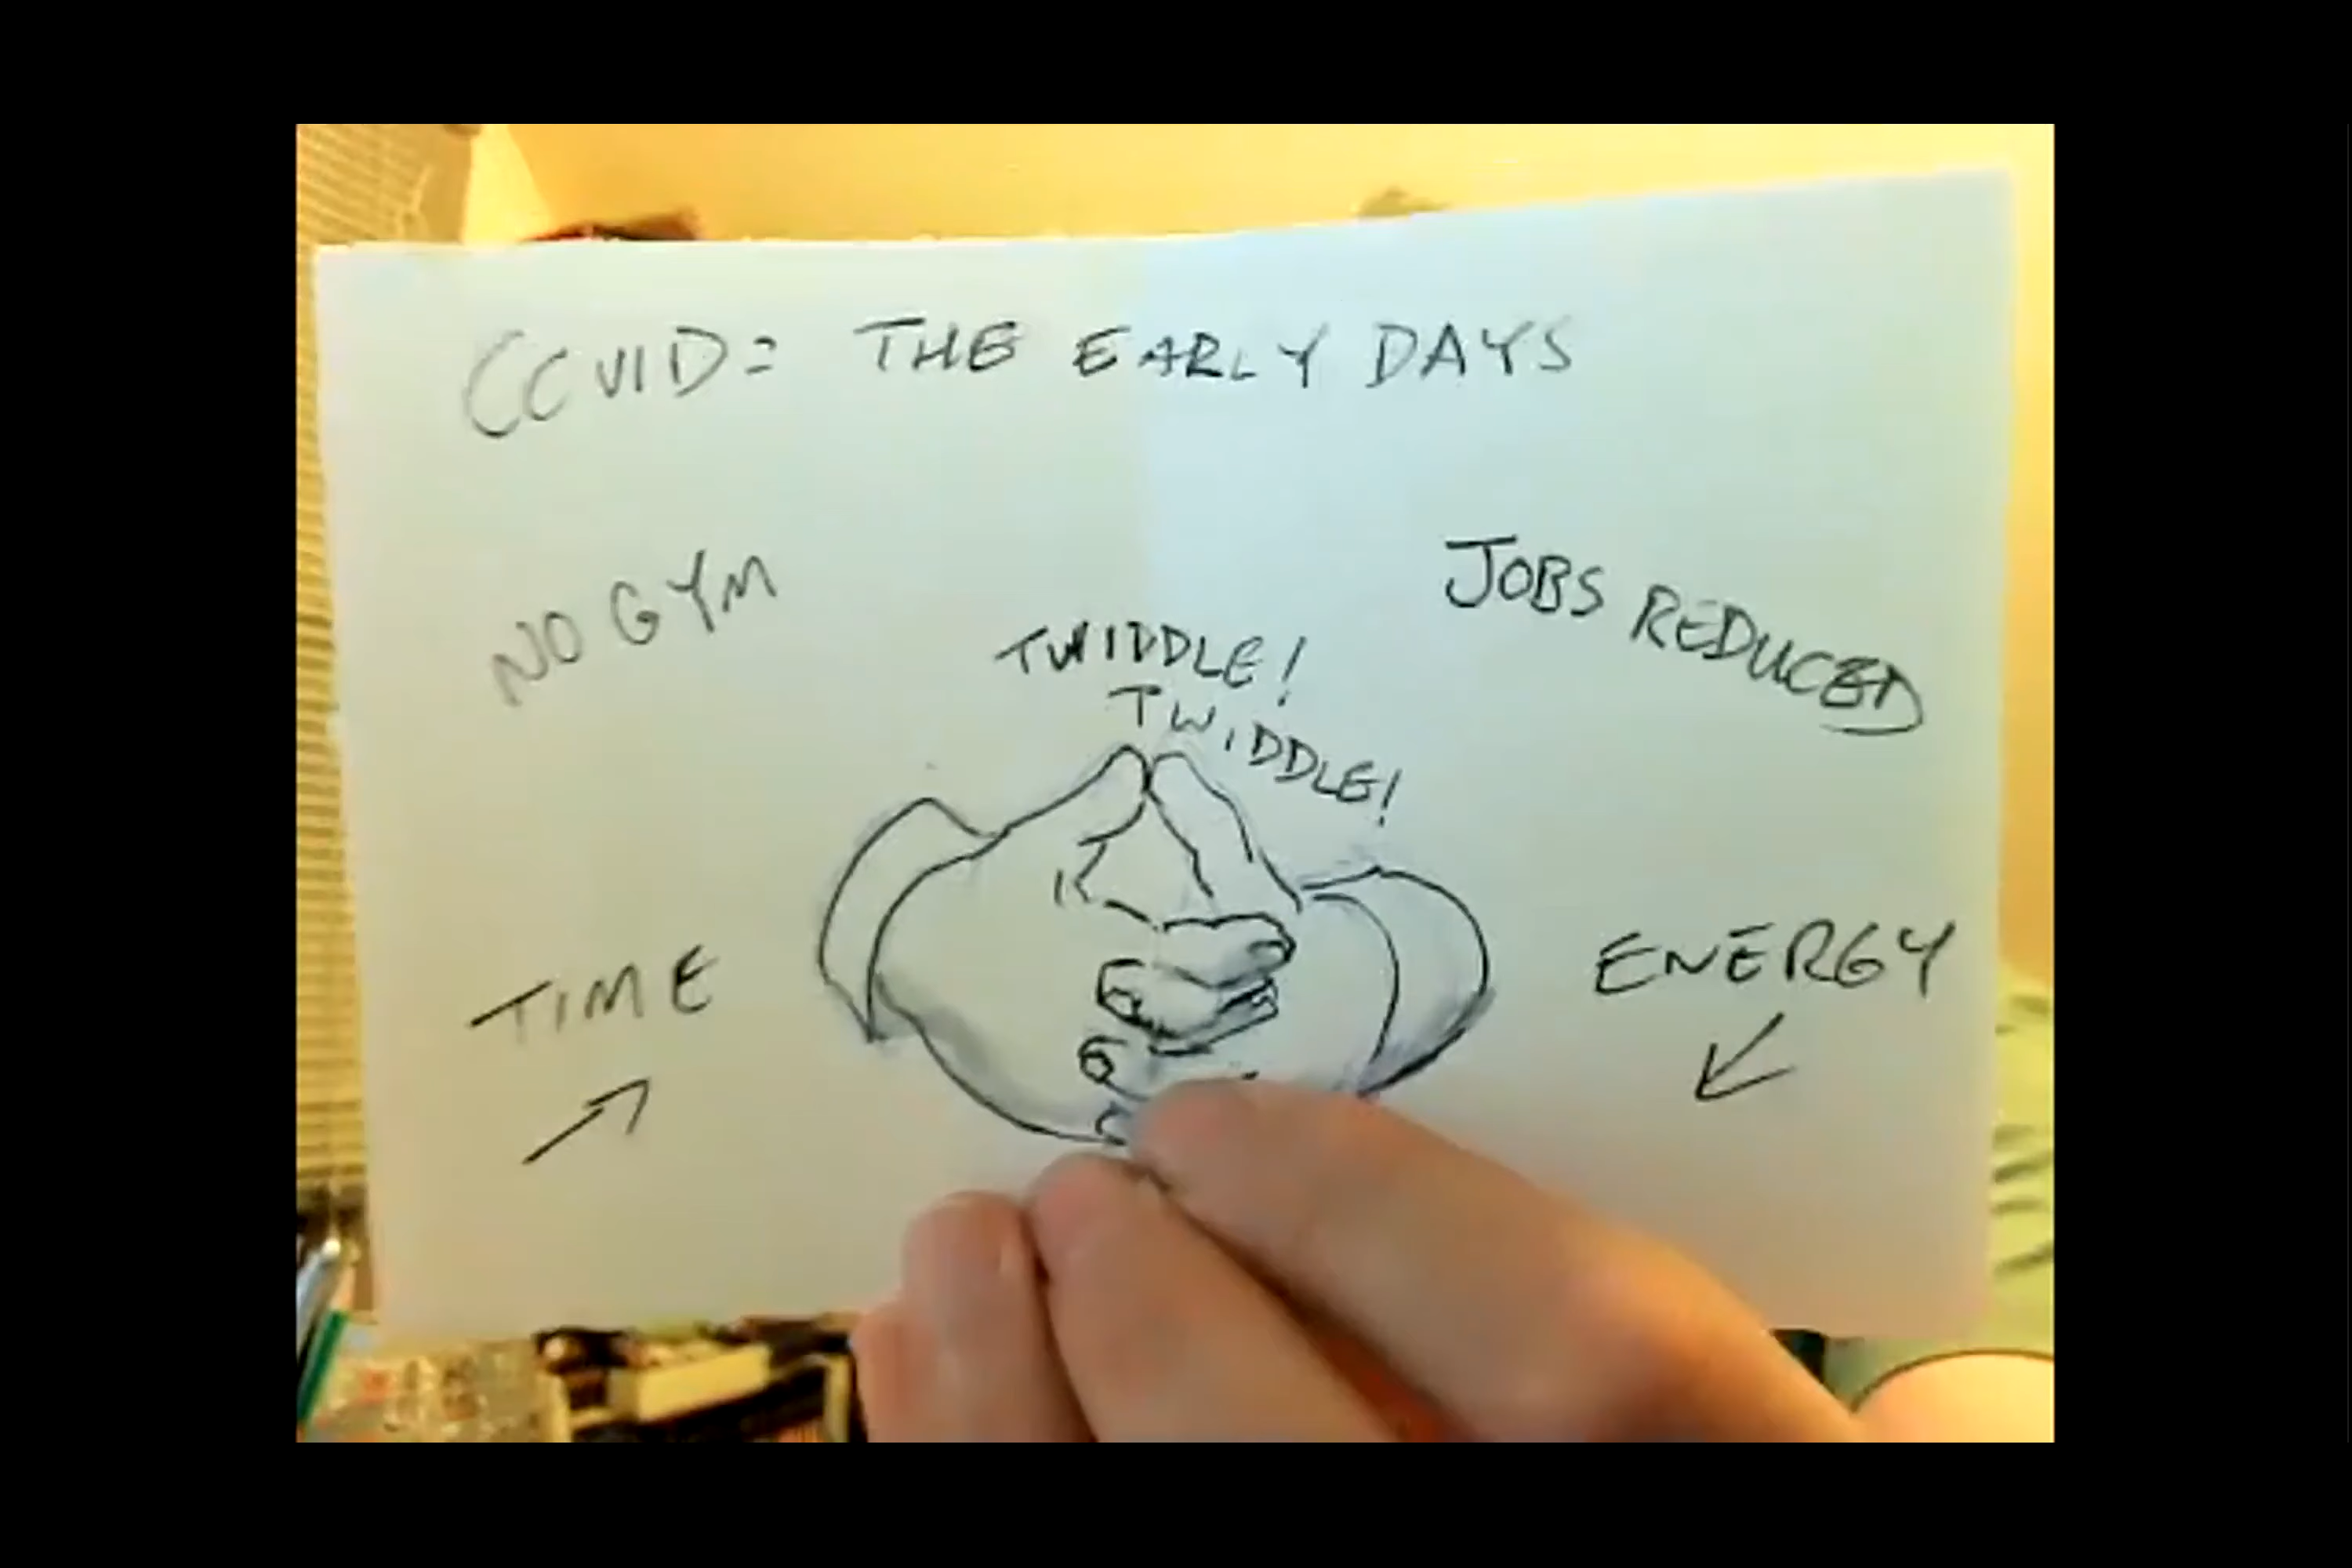 COVID: THE EARLY DAYS
NO GYM
JOBS REDUCED
TWIDDLE!
TWIDDLE!
TIME
ENERGY